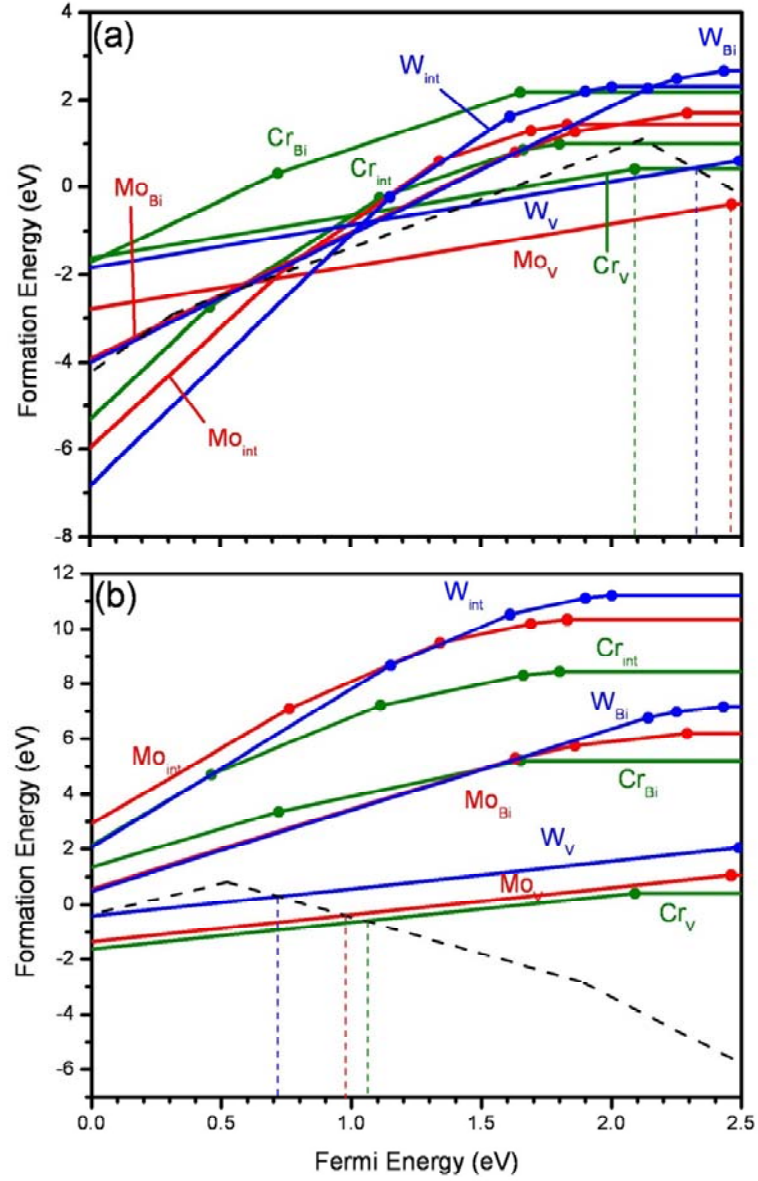 (a)
4
2
0
-2
-4
-6
-8
Formation Energy (eV)
W_Bi
W_int
Cr_Bi
Cr_int
Mo_Bi
W_V
Mo_V
Cr_V
Mo_int
(b)
12
10
8
6
4
2
0
-2
-4
-6
Formation Energy (eV)
W_int
Cr_int
W_Bi
Mo_int
Mo_Bi
Cr_Bi
W_V
Mo_V
Cr_V
0.0 0.5 1.0 1.5 2.0 2.5
Fermi Energy (eV)